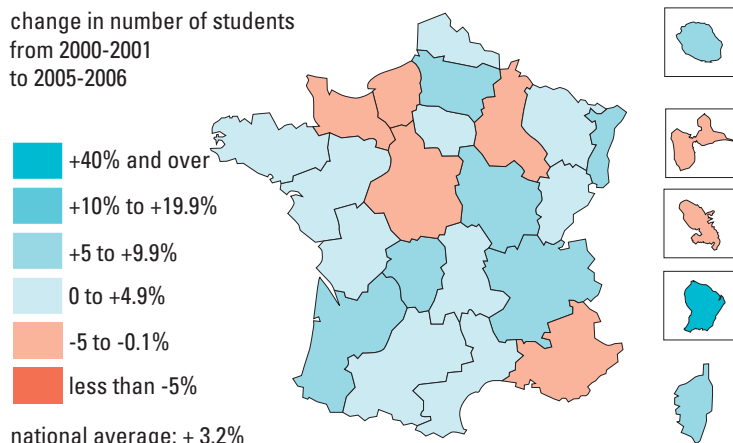 change in number of students
from 2000-2001
to 2005-2006
+40% and over
+10% to +19.9%
+5 to +9.9%
0 to +4.9%
-5 to -0.1%
less than -5%
national average: + 3.2%